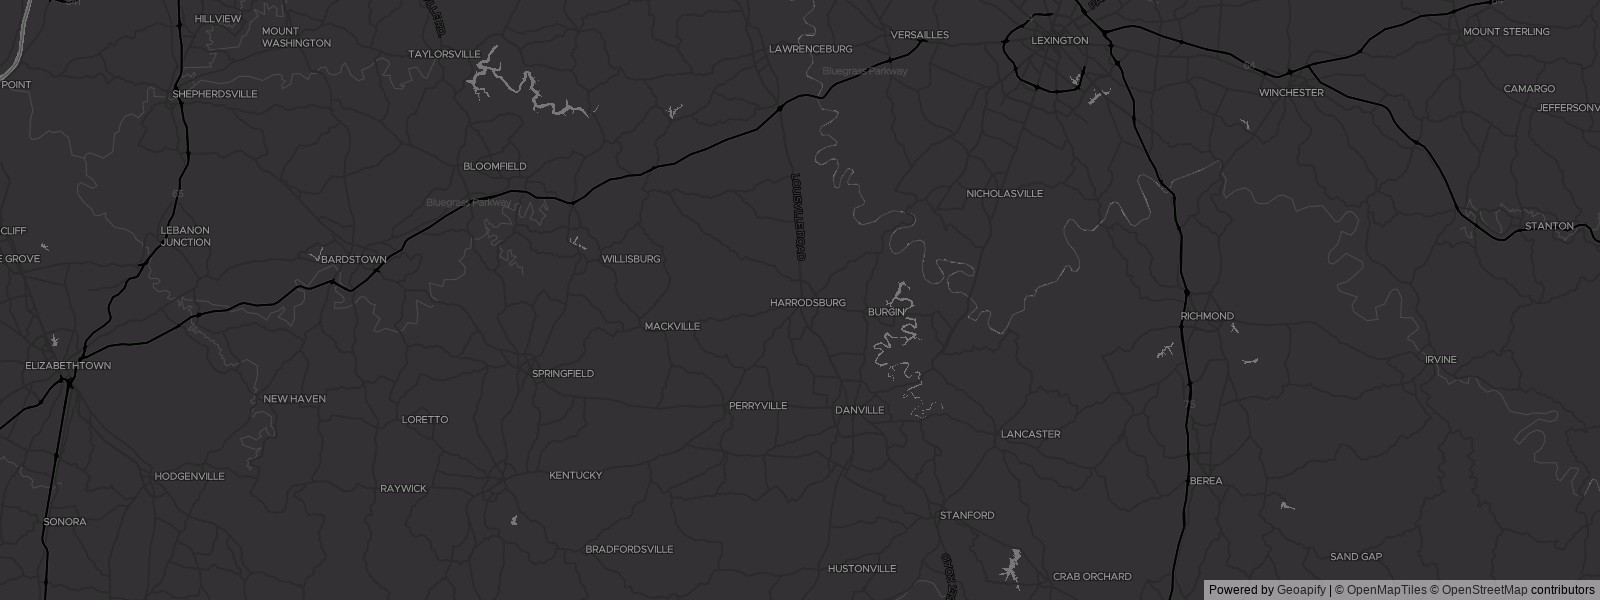 HILLVIEW
MOUNT
WASHINGTON
TAYLORSVILLE
LAWRENCEBURG
VERSAILLES
LEXINGTON
MOUNT STERLING
Bluegrass Parkway
64
POINT
SHEPHERDSVILLE
WINCHESTER
CAMARGO
JEFFERSONV
BLOOMFIELD
65
NICHOLASVILLE
Bluegrass Parkway
LOUISVILLE ROAD
CLIFF
LEBANON
JUNCTION
STANTON
E GROVE
BARDSTOWN
WILLISBURG
HARRODSBURG
BURGIN
RICHMOND
MACKVILLE
IRVINE
ELIZABETHTOWN
SPRINGFIELD
NEW HAVEN
LORETTO
PERRYVILLE
DANVILLE
75
LANCASTER
HODGENVILLE
RAYWICK
KENTUCKY
BEREA
SONORA
STANFORD
BRADFORDSVILLE
HUSTONVILLE
CRAB ORCHARD
SAND GAP
Powered by Geoapify | © OpenMapTiles © OpenStreetMap contributors